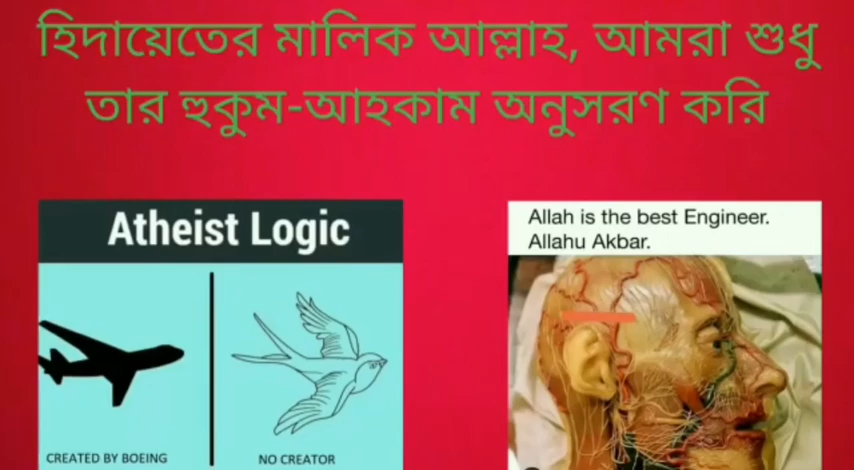 হিদায়েতের মালিক আল্লাহ, আমরা শুধু
তার হুকুম-আহকাম অনুসরণ করি
Atheist Logic
CREATED BY BOEING
NO CREATOR
Allah is the best Engineer.
Allahu Akbar.